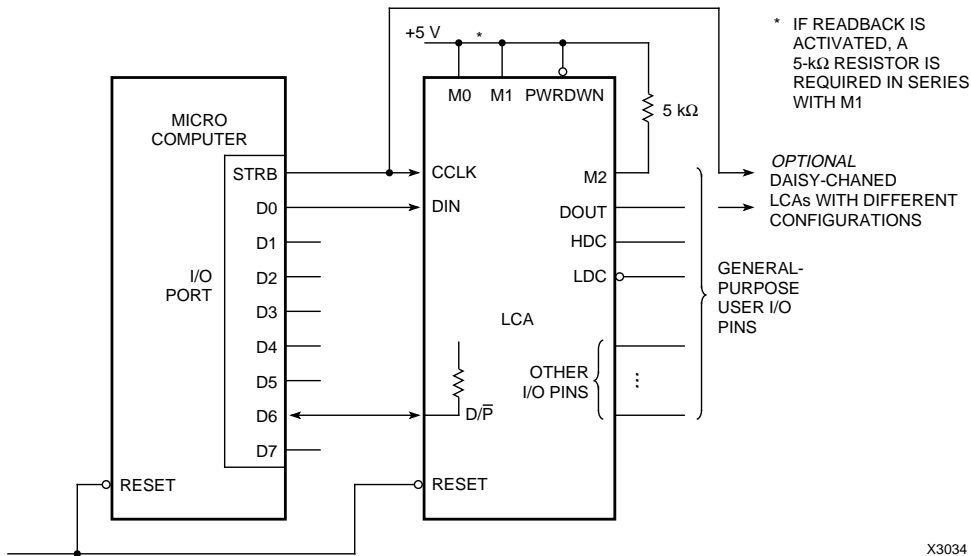 +5 V
*
* IF READBACK IS
ACTIVATED, A
5-kΩ RESISTOR IS
REQUIRED IN SERIES
WITH M1
M0
M1
PWRDWN
5 kΩ
MICRO
COMPUTER
STRB
D0
D1
D2
D3
D4
D5
D6
D7
I/O
PORT
RESET
CCLK
DIN
LCA
D/P̅
RESET
M2
DOUT
HDC
LDC
OTHER
I/O PINS
⋮
OPTIONAL
DAISY-CHANED
LCAs WITH DIFFERENT
CONFIGURATIONS
GENERAL-
PURPOSE
USER I/O
PINS
X3034